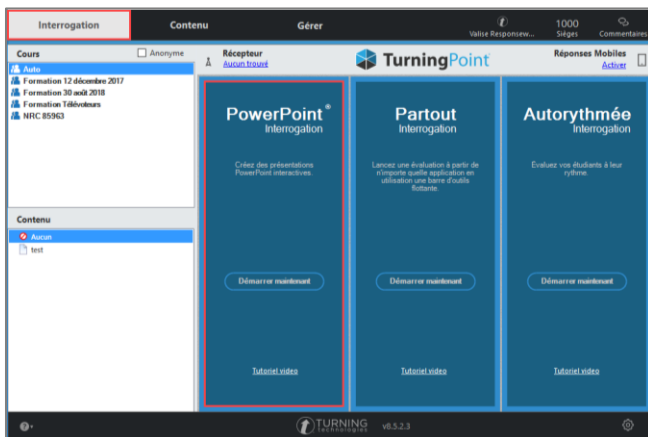 Interrogation
Contenu
Gérer
Valise Responsew...
1000
Sièges
Commentaires
Cours
Anonyme
Auto
Formation 12 décembre 2017
Formation 30 août 2018
Formation Télévoteurs
NRC 85963
Contenu
Aucun
test
Récepteur
Aucun trouvé
TurningPoint
Réponses Mobiles
Activer
PowerPoint®
Interrogation
Créez des présentations
PowerPoint interactives.
Démarrer maintenant
Tutoriel video
Partout
Interrogation
Lancez une évaluation à partir de
n'importe quelle application en
utilisation une barre d'outils
flottante.
Démarrer maintenant
Tutoriel video
Autorythmée
Interrogation
Evaluez vos étudiants à leur
rythme.
Démarrer maintenant
Tutoriel video
TURNING
technologies
v8.5.2.3